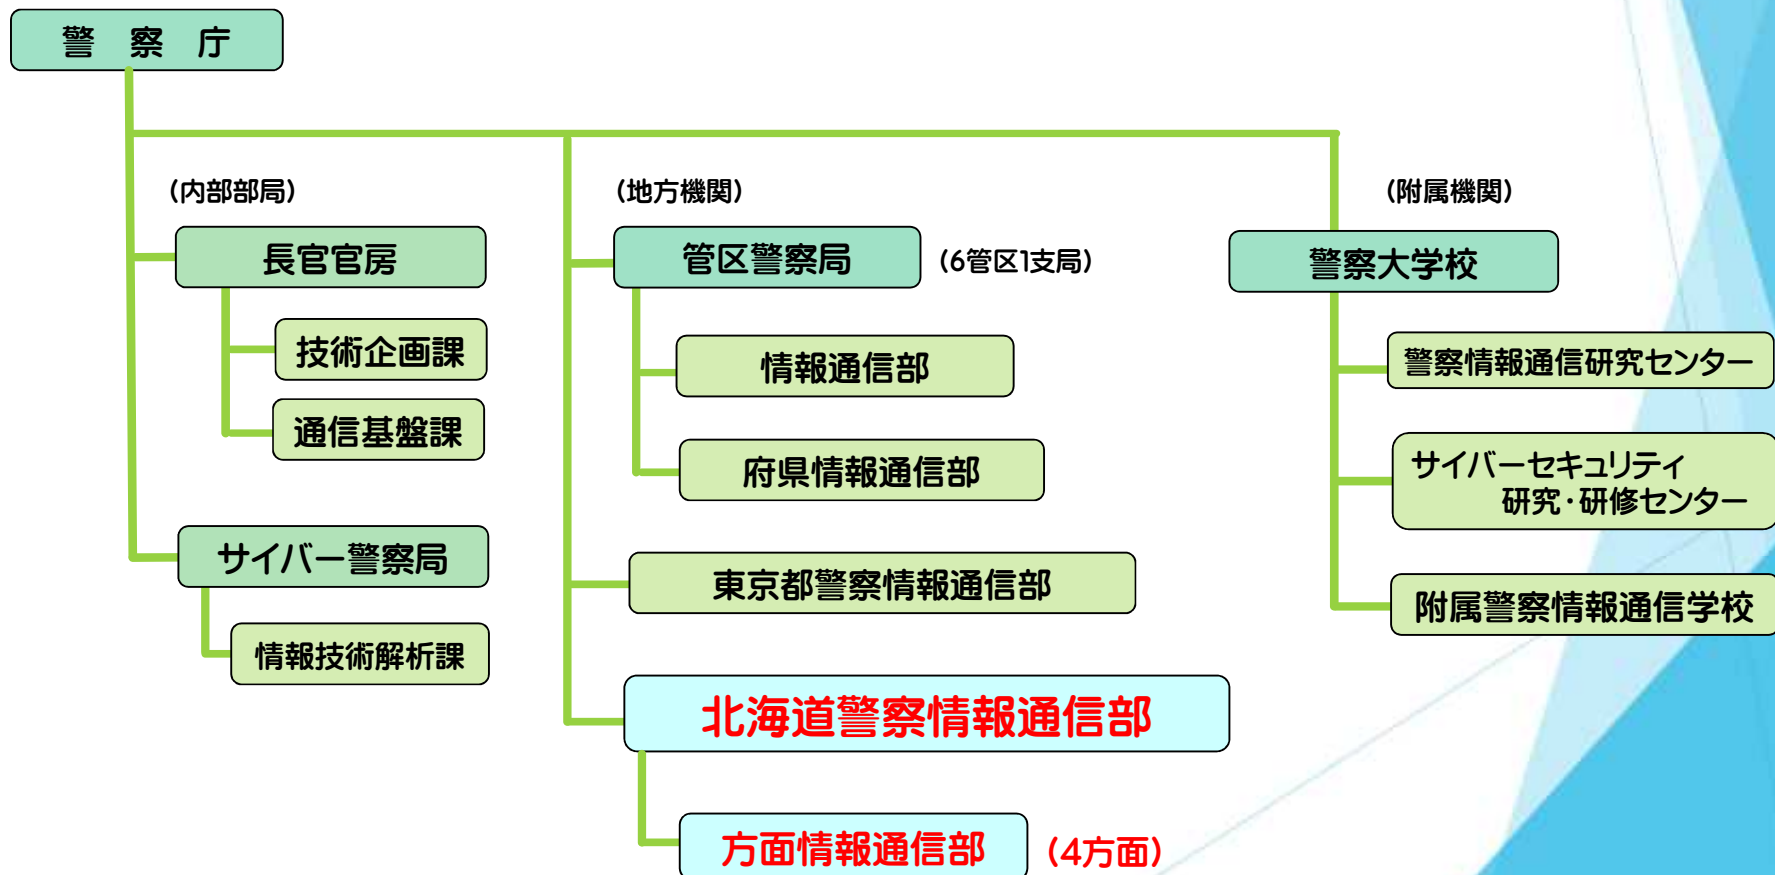 警 察 庁
(内部部局)
長官官房
技術企画課
通信基盤課
サイバー警察局
情報技術解析課
(地方機関)
管区警察局
(6管区1支局)
情報通信部
府県情報通信部
東京都警察情報通信部
北海道警察情報通信部
方面情報通信部
(4方面)
(附属機関)
警察大学校
警察情報通信研究センター
サイバーセキュリティ
研究・研修センター
附属警察情報通信学校